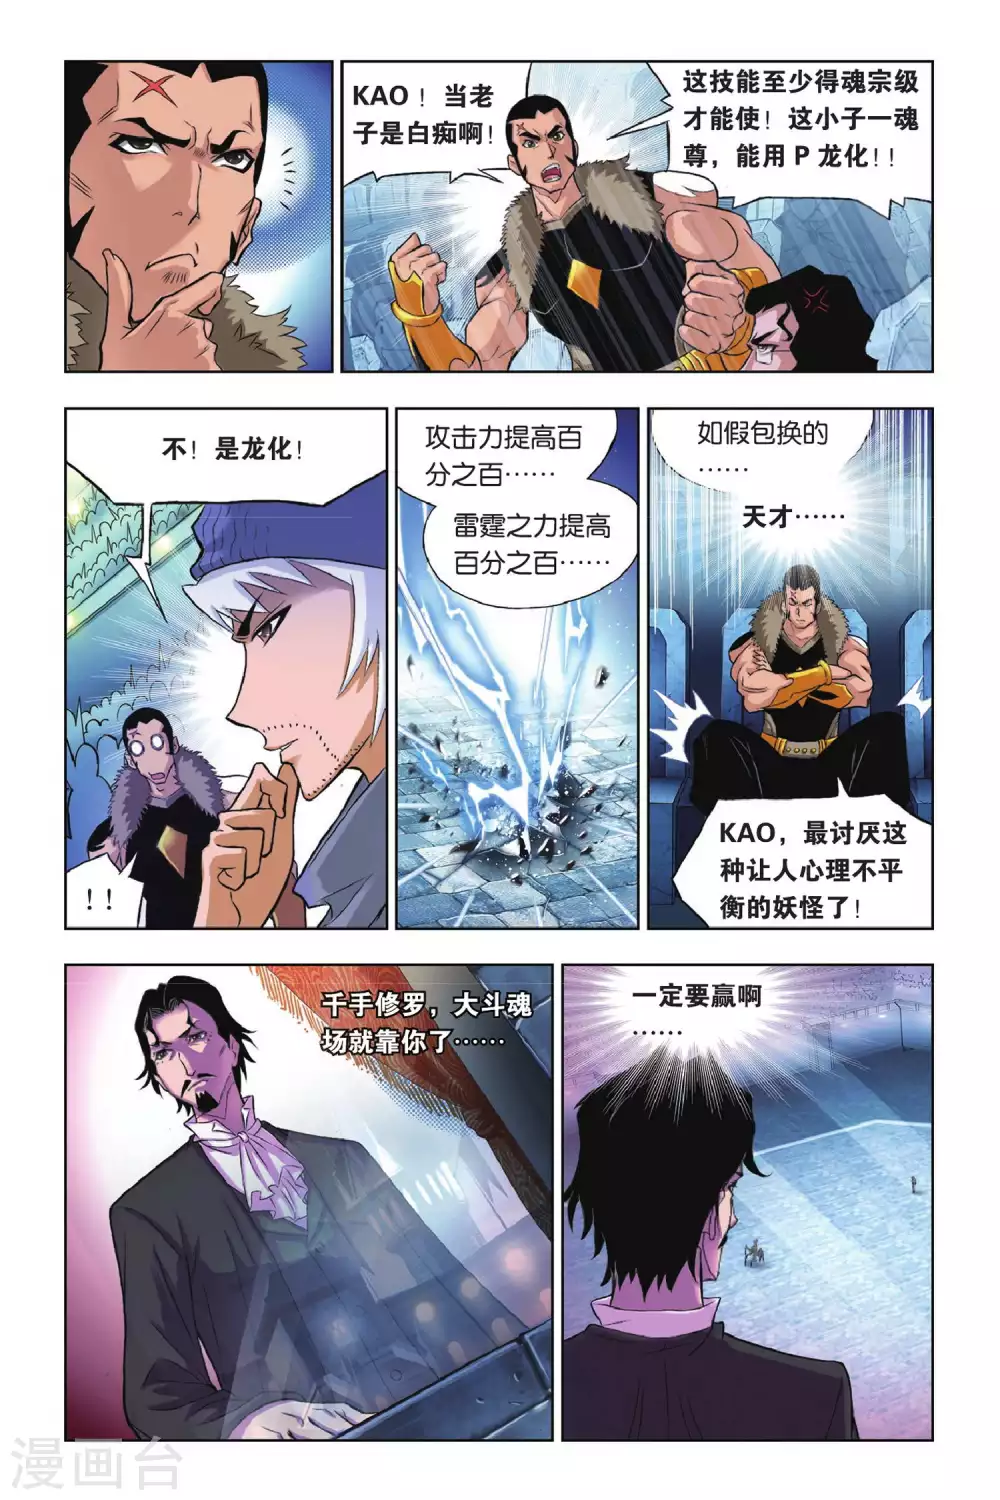 KAO！当老
子是白痴啊！
这技能至少得魂宗级
才能使！这小子一魂
尊，能用 P 龙化！！
不！是龙化！
！！
攻击力提高百
分之百……
雷霆之力提高
百分之百……
如假包换的
……
天才……
KAO，最讨厌这
种让人心理不平
衡的妖怪了！
千手修罗，大斗魂
场就靠你了……
一定要赢啊
……
漫画台